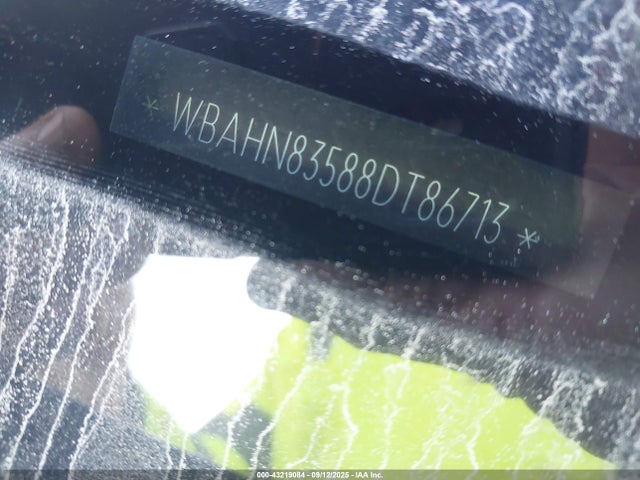 * WBAHN83588DT86713 *
000-43219084 - 09/12/2025 - IAA Inc.